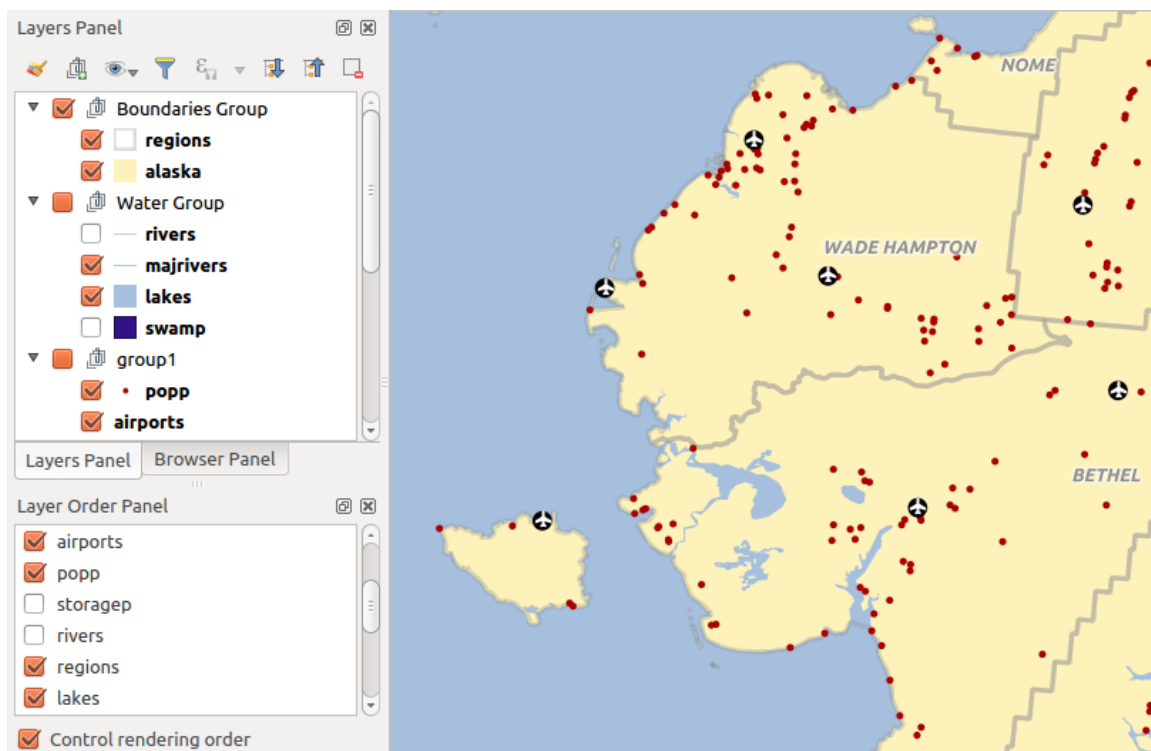 Layers Panel
Boundaries Group
regions
alaska
Water Group
rivers
majrivers
lakes
swamp
group1
popp
airports
Layers Panel
Browser Panel
Layer Order Panel
airports
popp
storagep
rivers
regions
lakes
Control rendering order
NOME
WADE HAMPTON
BETHEL